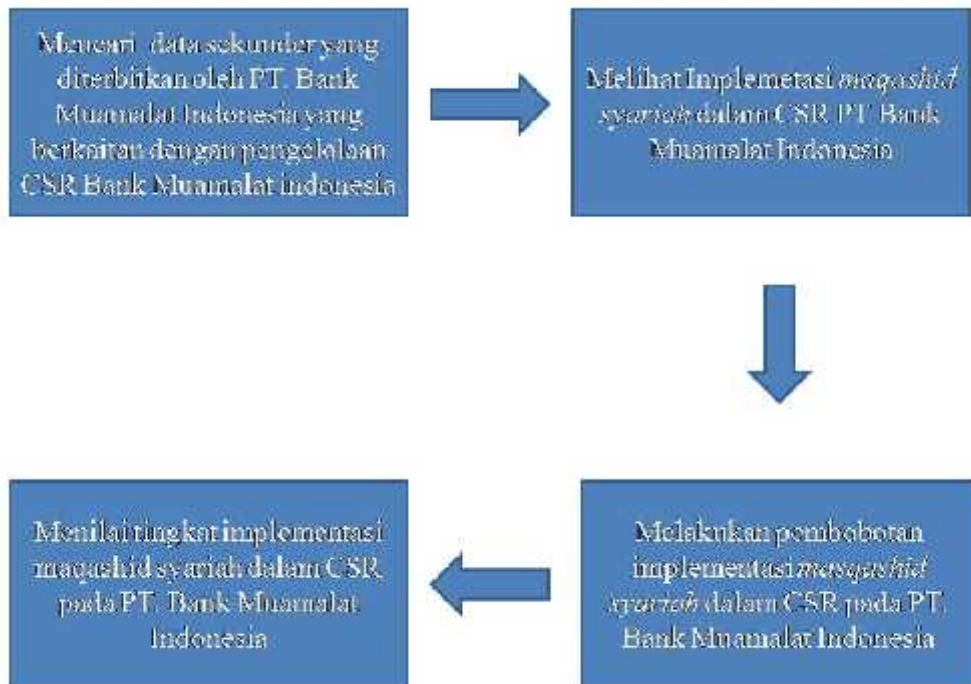 Mencari data sekunder yang
diterbitkan oleh PT. Bank
Muamalat Indonesia yang
berkaitan dengan pengelolaan
CSR Bank Muamalat indonesia
Melihat Implemetasi maqashid
syariah dalam CSR PT. Bank
Muamalat Indonesia
Melakukan pembobotan
implementasi masqashid
syariah dalam CSR pada PT.
Bank Muamalat Indonesia
Menilai tingkat implementasi
maqashid syariah dalam CSR
pada PT. Bank Muamalat
Indonesia